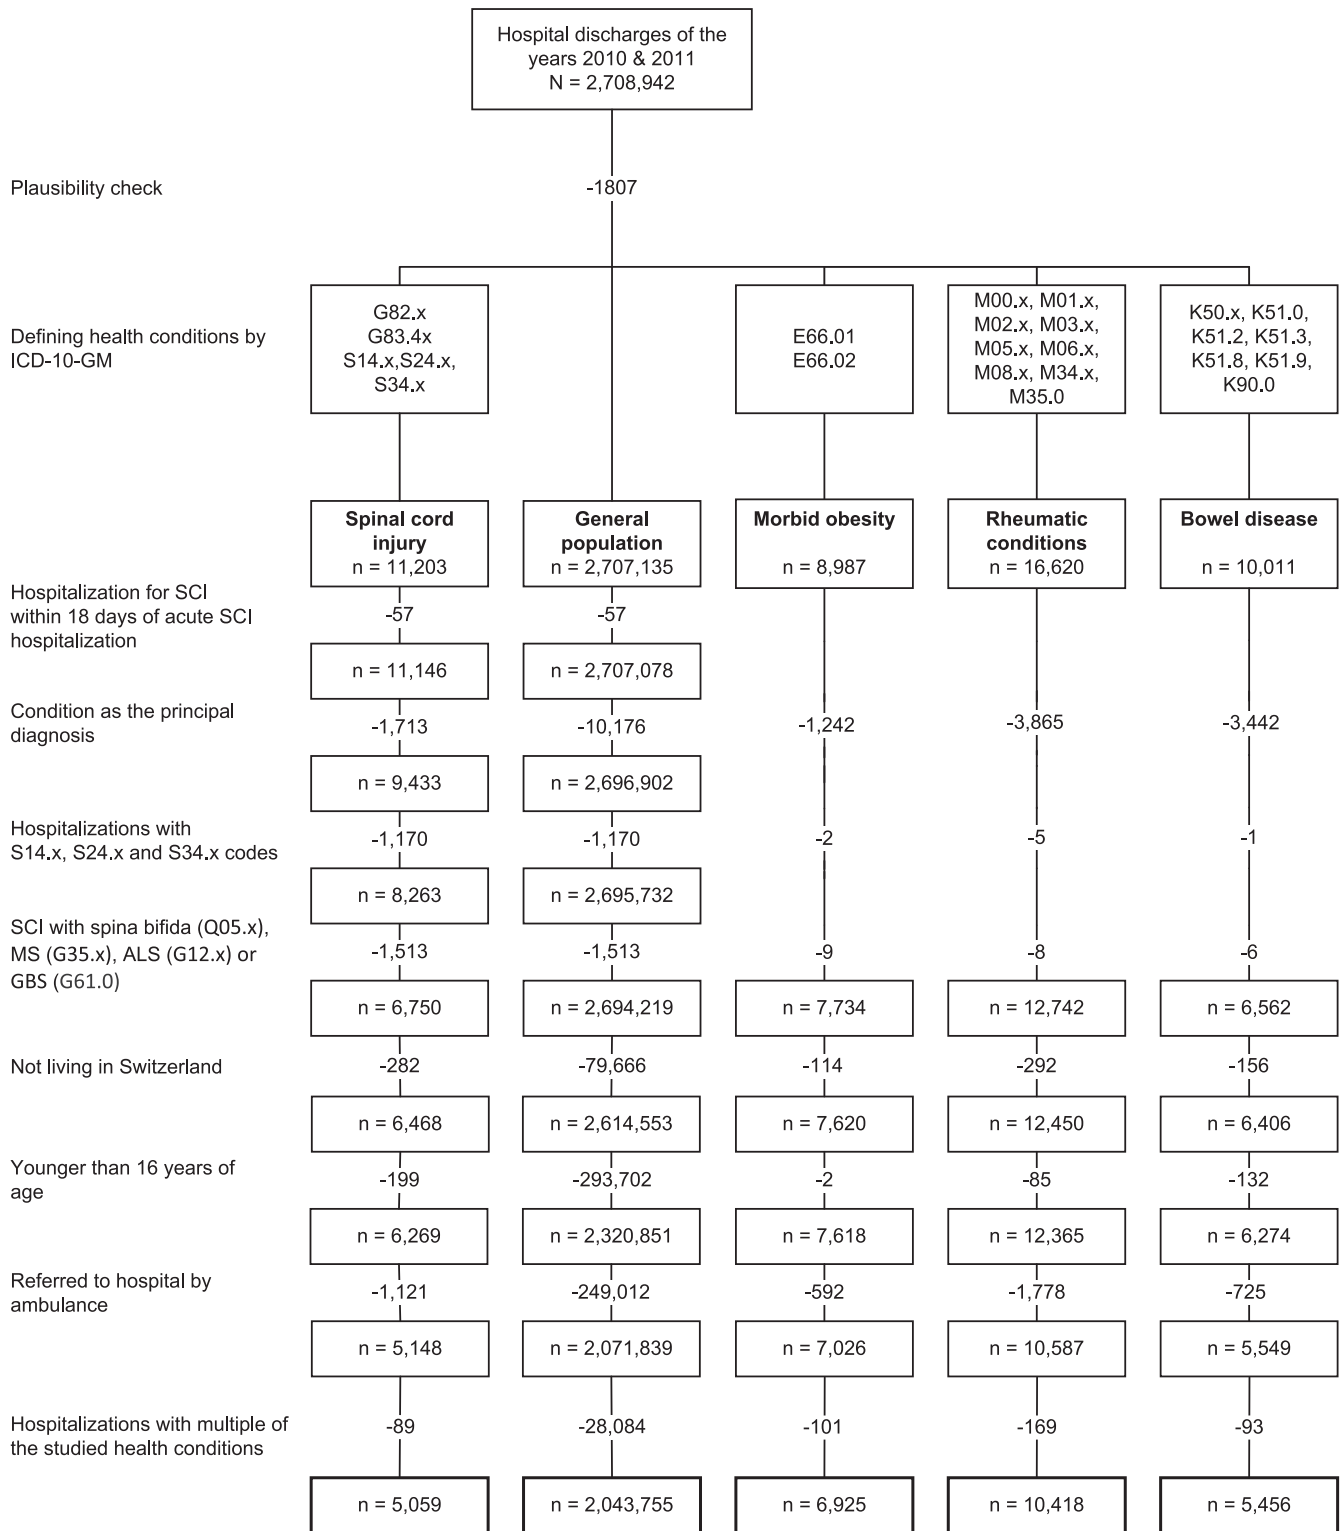 Hospital discharges of the
years 2010 & 2011
N = 2,708,942
Plausibility check
-1807
Defining health conditions by
ICD-10-GM
G82.x
G83.4x
S14.x,S24.x,
S34.x
E66.01
E66.02
M00.x, M01.x,
M02.x, M03.x,
M05.x, M06.x,
M08.x, M34.x,
M35.0
K50.x, K51.0,
K51.2, K51.3,
K51.8, K51.9,
K90.0
Spinal cord
injury
n = 11,203
General
population
n = 2,707,135
Morbid obesity
n = 8,987
Rheumatic
conditions
n = 16,620
Bowel disease
n = 10,011
Hospitalization for SCI
within 18 days of acute SCI
hospitalization
-57
-57
n = 11,146
n = 2,707,078
Condition as the principal
diagnosis
-1,713
-10,176
-1,242
-3,865
-3,442
n = 9,433
n = 2,696,902
Hospitalizations with
S14.x, S24.x and S34.x codes
-1,170
-1,170
-2
-5
-1
n = 8,263
n = 2,695,732
SCI with spina bifida (Q05.x),
MS (G35.x), ALS (G12.x) or
GBS (G61.0)
-1,513
-1,513
-9
-8
-6
n = 6,750
n = 2,694,219
n = 7,734
n = 12,742
n = 6,562
Not living in Switzerland
-282
-79,666
-114
-292
-156
n = 6,468
n = 2,614,553
n = 7,620
n = 12,450
n = 6,406
Younger than 16 years of
age
-199
-293,702
-2
-85
-132
n = 6,269
n = 2,320,851
n = 7,618
n = 12,365
n = 6,274
Referred to hospital by
ambulance
-1,121
-249,012
-592
-1,778
-725
n = 5,148
n = 2,071,839
n = 7,026
n = 10,587
n = 5,549
Hospitalizations with multiple of
the studied health conditions
-89
-28,084
-101
-169
-93
n = 5,059
n = 2,043,755
n = 6,925
n = 10,418
n = 5,456